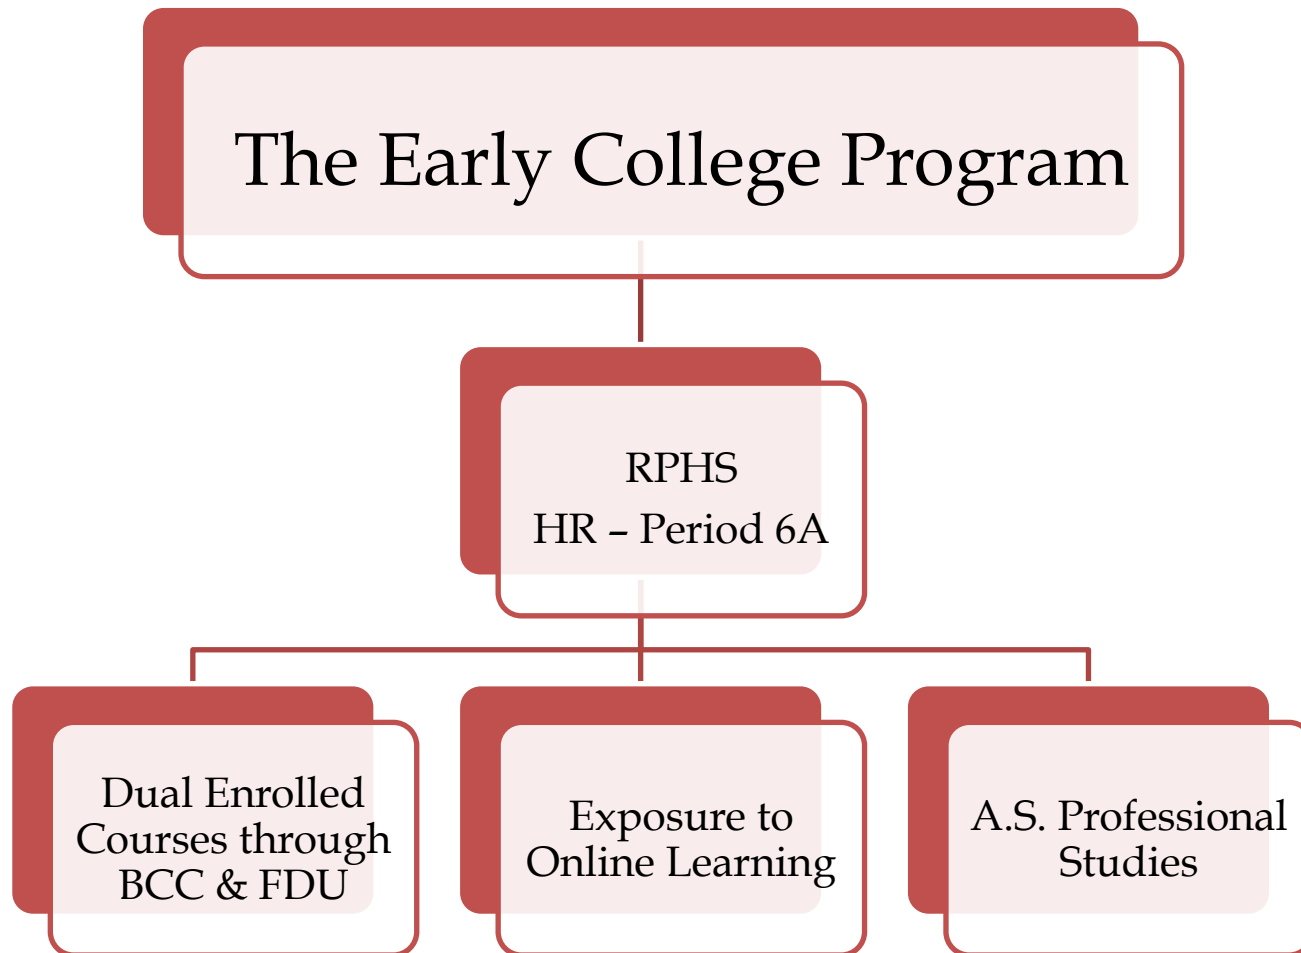 The Early College Program
RPHS
HR – Period 6A
Dual Enrolled
Courses through
BCC & FDU
Exposure to
Online Learning
A.S. Professional
Studies